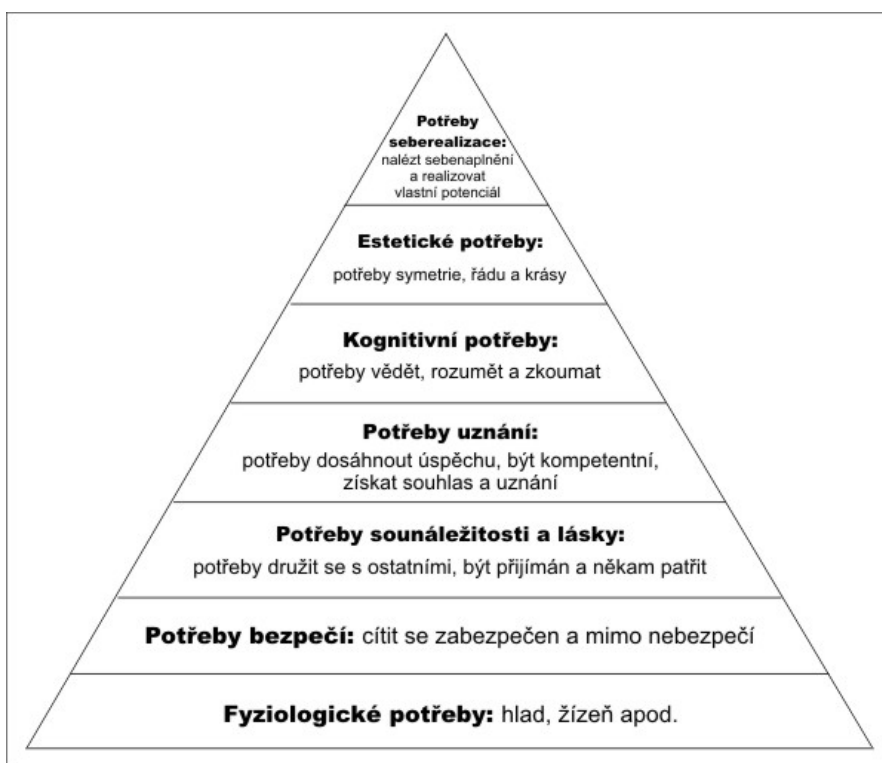 Potřeby
seberealizace:
nalézt sebenaplnění
a realizovat
vlastní potenciál
Estetické potřeby:
potřeby symetrie, řádu a krásy
Kognitivní potřeby:
potřeby vědět, rozumět a zkoumat
Potřeby uznání:
potřeby dosáhnout úspěchu, být kompetentní,
získat souhlas a uznání
Potřeby sounáležitosti a lásky:
potřeby družit se s ostatními, být přijímán a někam patřit
Potřeby bezpečí: cítit se zabezpečen a mimo nebezpečí
Fyziologické potřeby: hlad, žízeň apod.